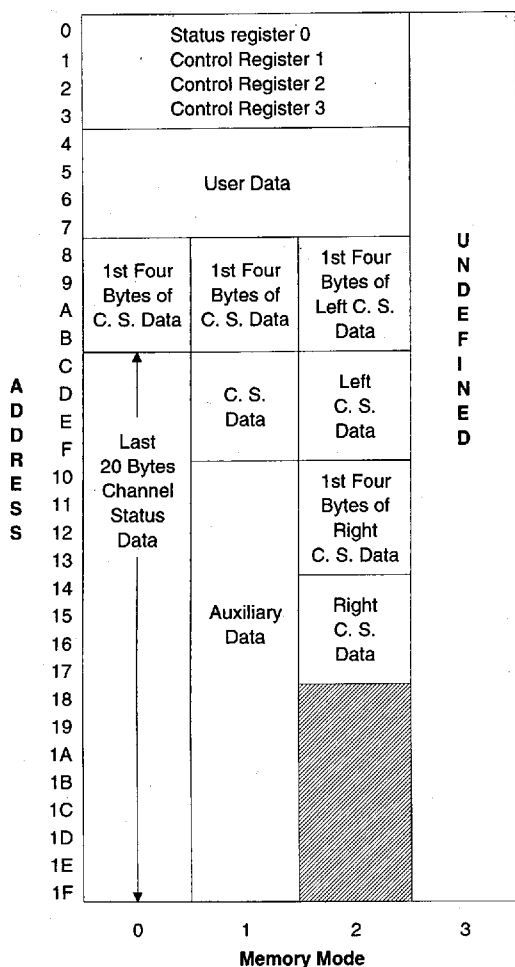 0
1
2
3
4
5
6
7
8
9
A
B
C
D
E
F
10
11
12
13
14
15
16
17
18
19
1A
1B
1C
1D
1E
1F
ADDRESS
Status register 0
Control Register 1
Control Register 2
Control Register 3
User Data
1st Four
Bytes of
C. S. Data
1st Four
Bytes of
C. S. Data
1st Four
Bytes of
Left C. S.
Data
Last
20 Bytes
Channel
Status
Data
C. S.
Data
Left
C. S.
Data
Auxiliary
Data
1st Four
Bytes of
Right
C. S. Data
Right
C. S.
Data
UNDEFINED
0 1 2 3
Memory Mode